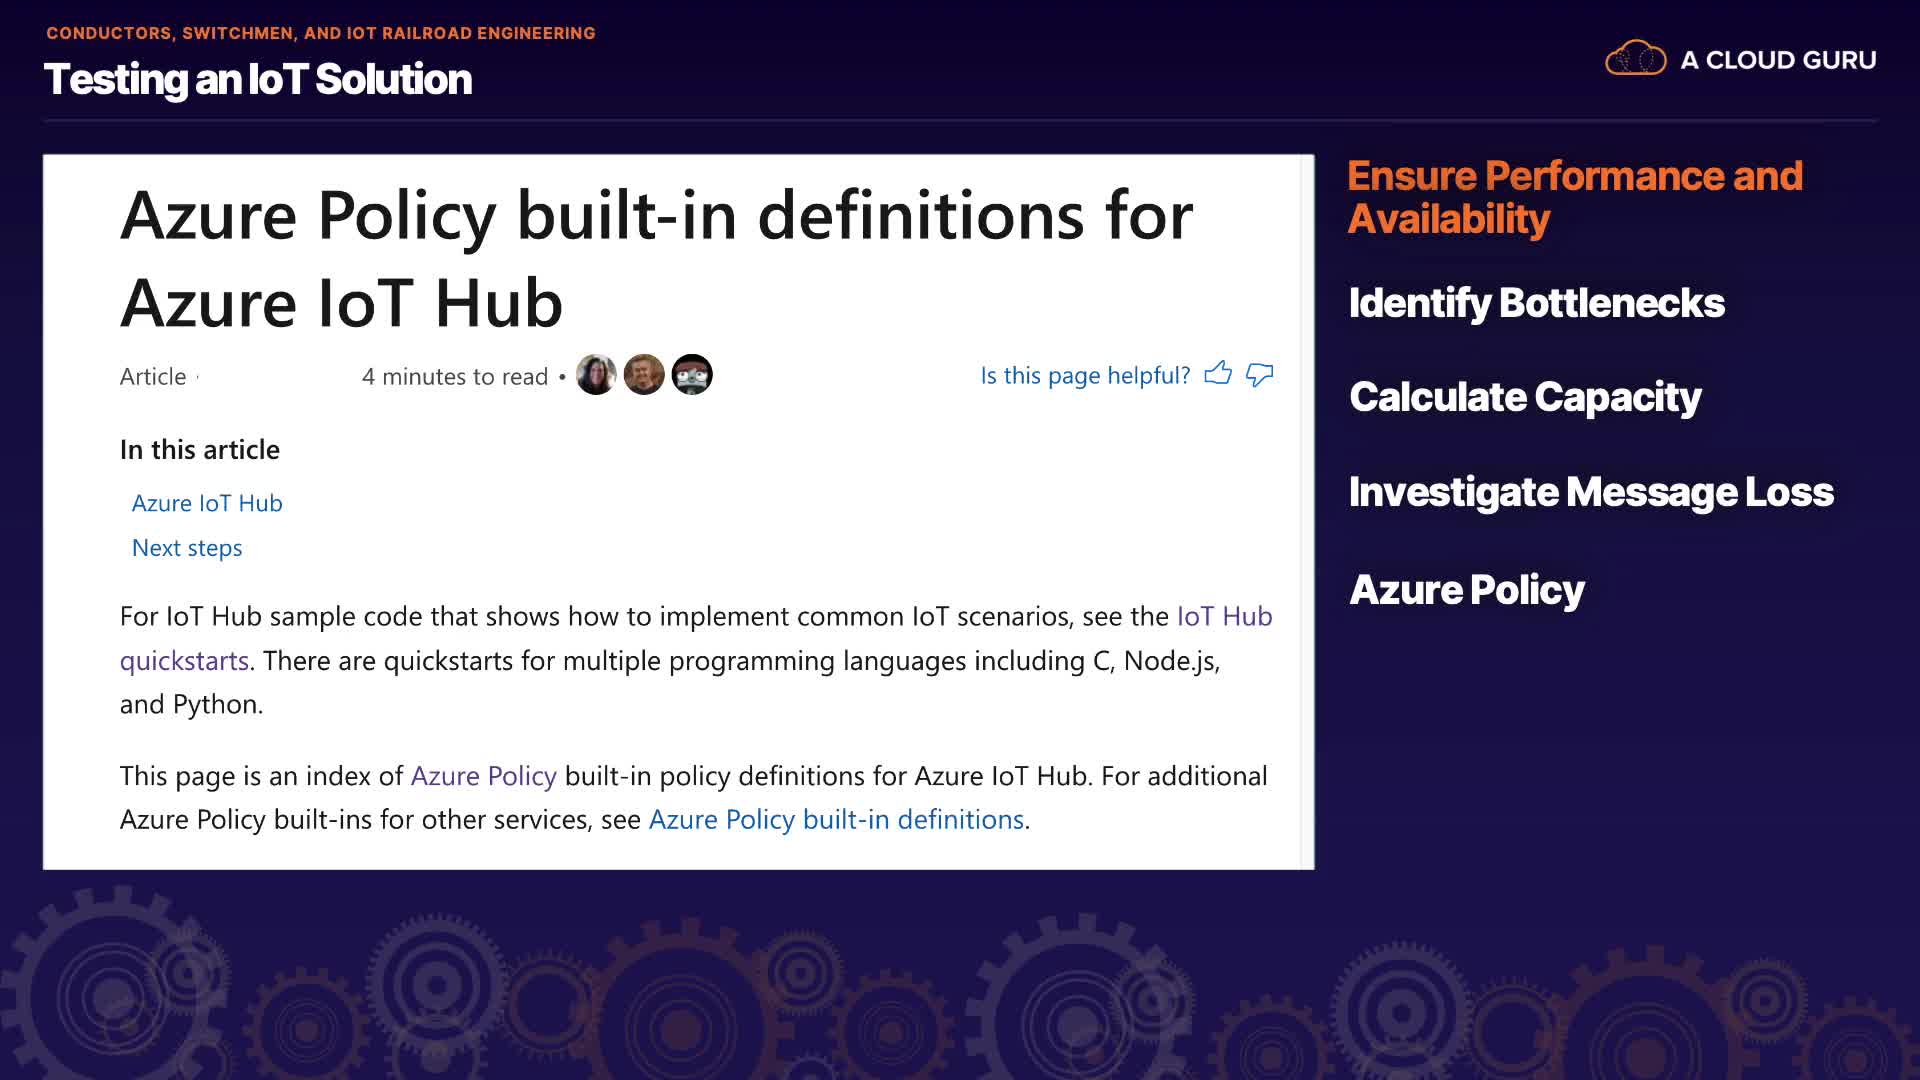 CONDUCTORS, SWITCHMEN, AND IOT RAILROAD ENGINEERING
Testing an IoT Solution
A CLOUD GURU
Azure Policy built-in definitions for
Azure IoT Hub
Article · 4 minutes to read •
Is this page helpful?
In this article
Azure IoT Hub
Next steps
For IoT Hub sample code that shows how to implement common IoT scenarios, see the IoT Hub
quickstarts. There are quickstarts for multiple programming languages including C, Node.js,
and Python.
This page is an index of Azure Policy built-in policy definitions for Azure IoT Hub. For additional
Azure Policy built-ins for other services, see Azure Policy built-in definitions.
Ensure Performance and
Availability
Identify Bottlenecks
Calculate Capacity
Investigate Message Loss
Azure Policy